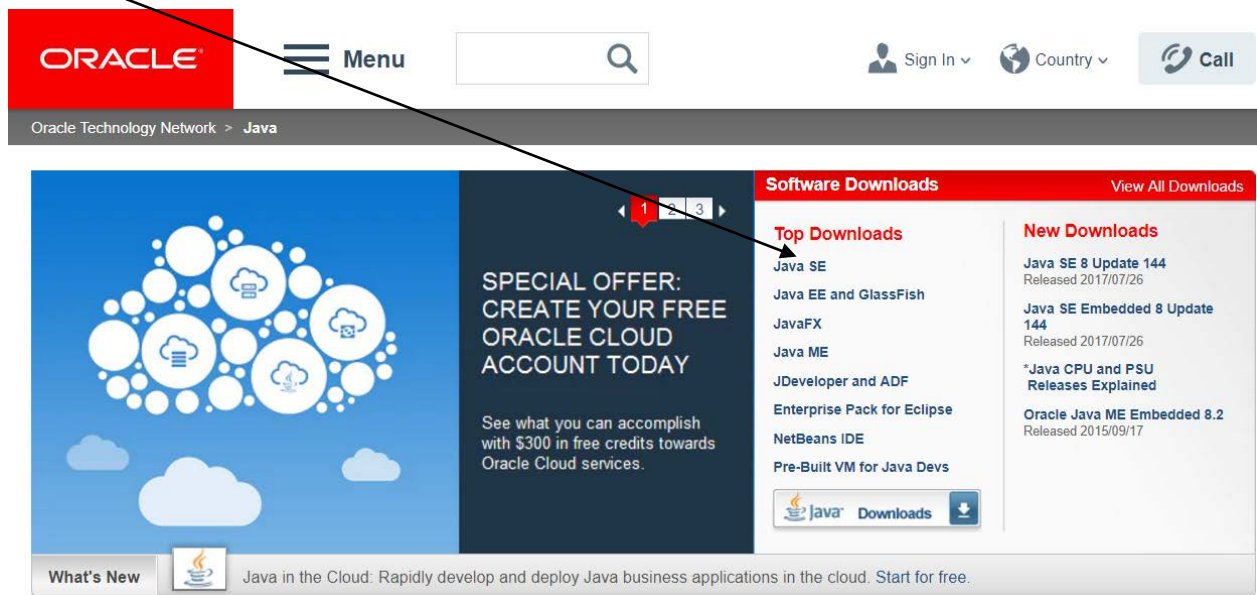 ORACLE
Menu
Sign In
Country
Call
Oracle Technology Network > Java
1 2 3
SPECIAL OFFER:
CREATE YOUR FREE
ORACLE CLOUD
ACCOUNT TODAY
See what you can accomplish
with $300 in free credits towards
Oracle Cloud services.
Software Downloads
View All Downloads
Top Downloads
Java SE
Java EE and GlassFish
JavaFX
Java ME
JDeveloper and ADF
Enterprise Pack for Eclipse
NetBeans IDE
Pre-Built VM for Java Devs
Java Downloads
New Downloads
Java SE 8 Update 144
Released 2017/07/26
Java SE Embedded 8 Update
144
Released 2017/07/26
*Java CPU and PSU
Releases Explained
Oracle Java ME Embedded 8.2
Released 2015/09/17
What's New
Java in the Cloud: Rapidly develop and deploy Java business applications in the cloud. Start for free.